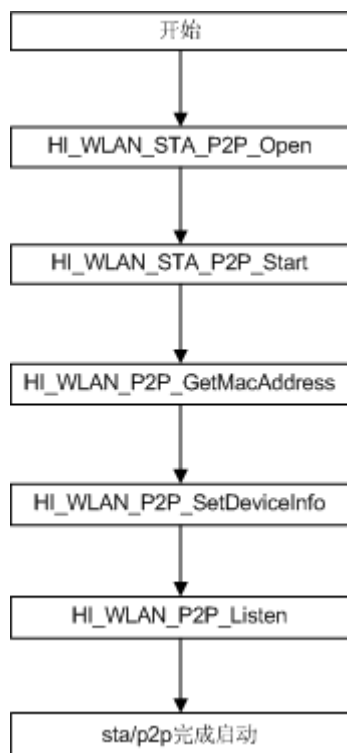 开始
HI_WLAN_STA_P2P_Open
HI_WLAN_STA_P2P_Start
HI_WLAN_P2P_GetMacAddress
HI_WLAN_P2P_SetDeviceInfo
HI_WLAN_P2P_Listen
sta/p2p完成启动